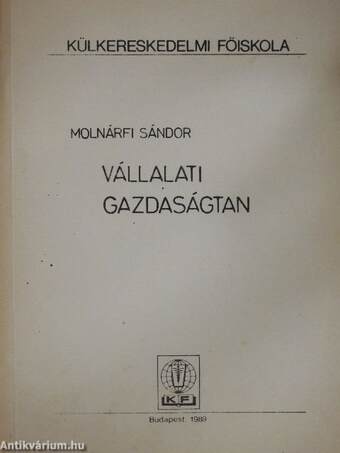 KÜLKERESKEDELMI FŐISKOLA
MOLNÁRFI SÁNDOR
VÁLLALATI
GAZDASÁGTAN
KF
Budapest, 1989
Antikvárium.hu